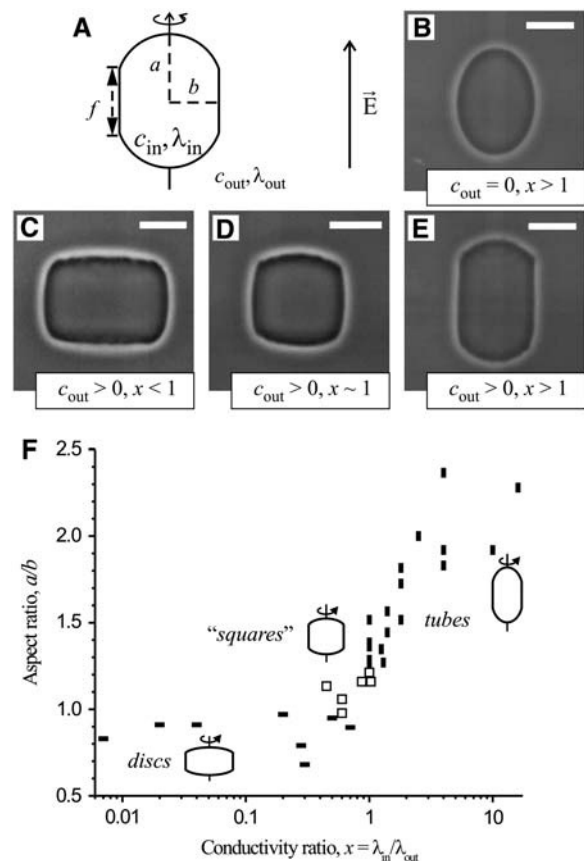 A
a
b
f
c_in, λ_in
c_out, λ_out
E
B
c_out = 0, x > 1
C
c_out > 0, x < 1
D
c_out > 0, x ~ 1
E
c_out > 0, x > 1
F
2.5
2.0
1.5
1.0
0.5
Aspect ratio, a/b
"squares"
tubes
discs
0.01
0.1
1
10
Conductivity ratio, x = λ_in/λ_out